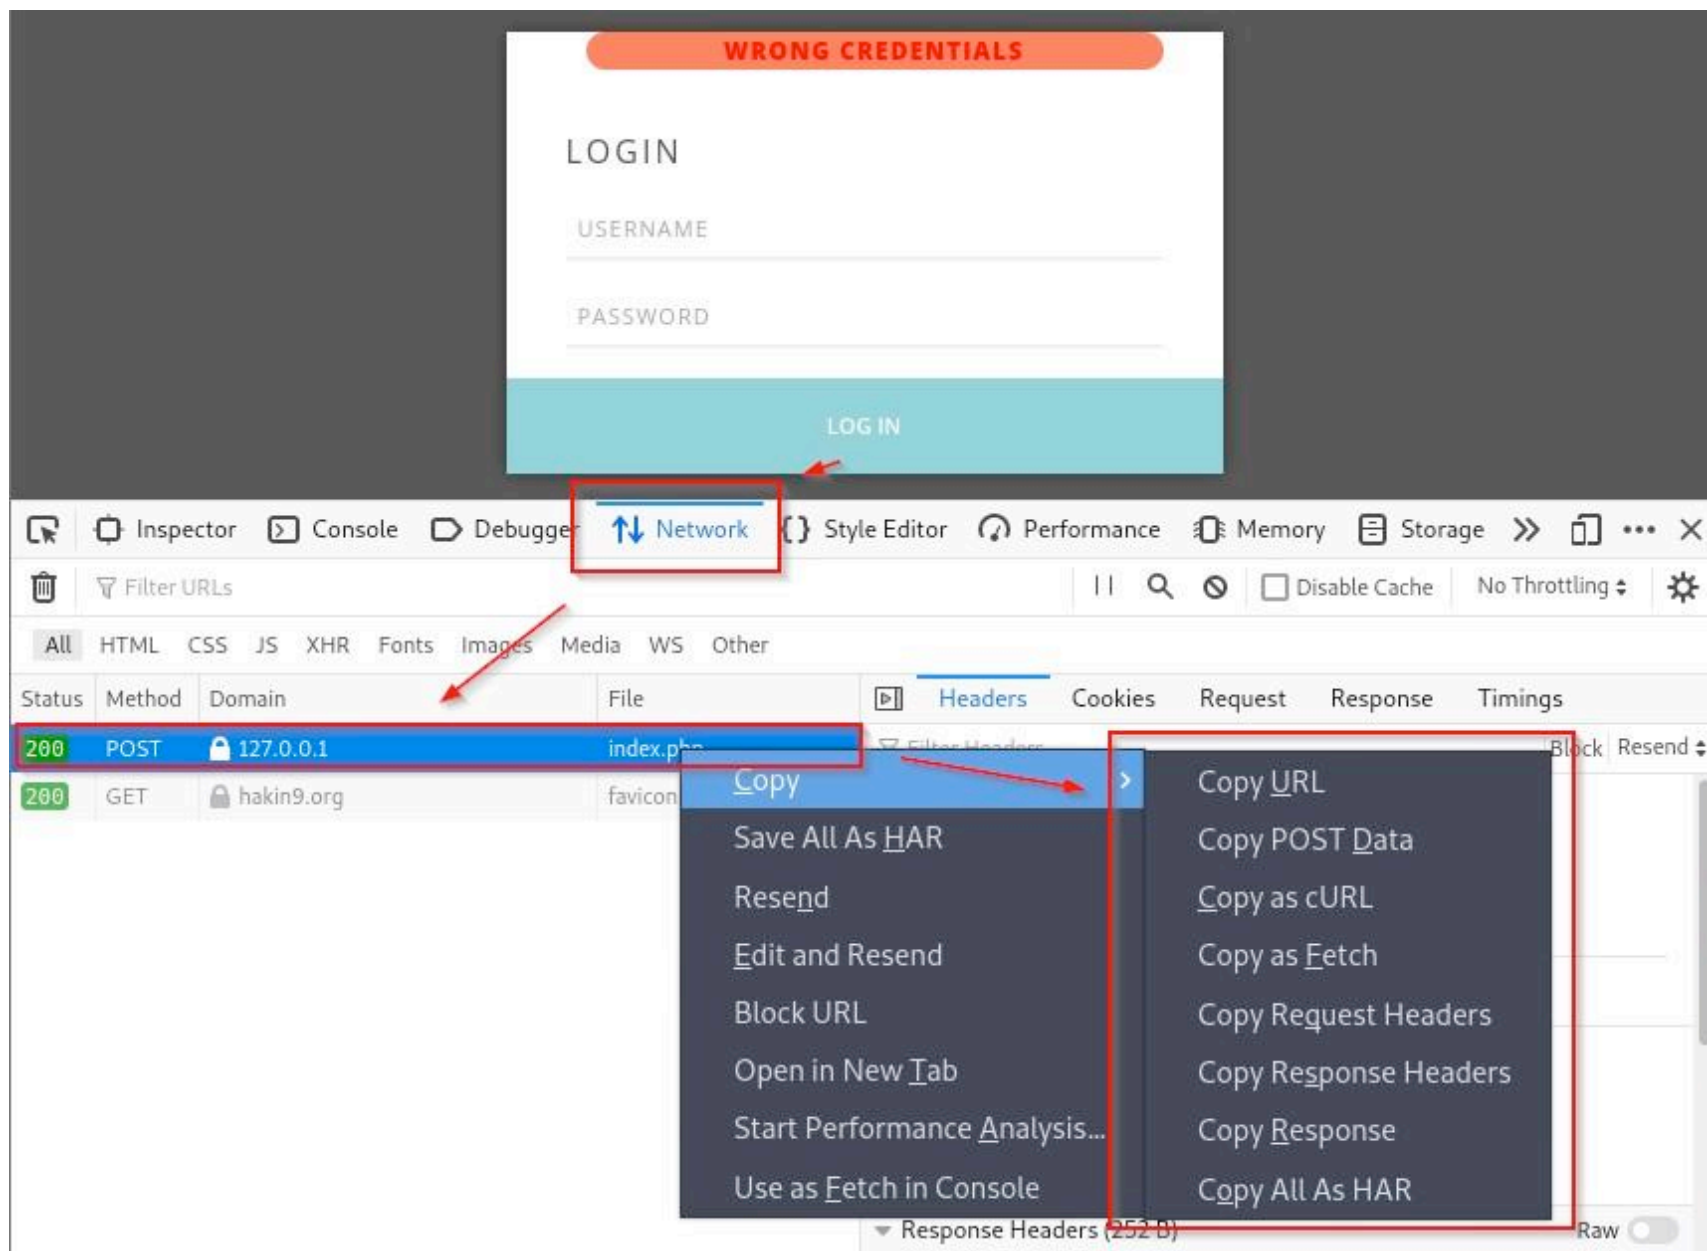 WRONG CREDENTIALS
LOGIN
USERNAME
PASSWORD
LOG IN
Inspector Console Debugger Network Style Editor Performance Memory Storage
Filter URLs Disable Cache No Throttling
All HTML CSS JS XHR Fonts Images Media WS Other
Status Method Domain File Headers Cookies Request Response Timings
200 POST 127.0.0.1 index.php Filter Headers Block Resend
200 GET hakin9.org favicon
Copy
Save All As HAR
Resend
Edit and Resend
Block URL
Open in New Tab
Start Performance Analysis...
Use as Fetch in Console
Copy URL
Copy POST Data
Copy as cURL
Copy as Fetch
Copy Request Headers
Copy Response Headers
Copy Response
Copy All As HAR
Response Headers (252 B) Raw